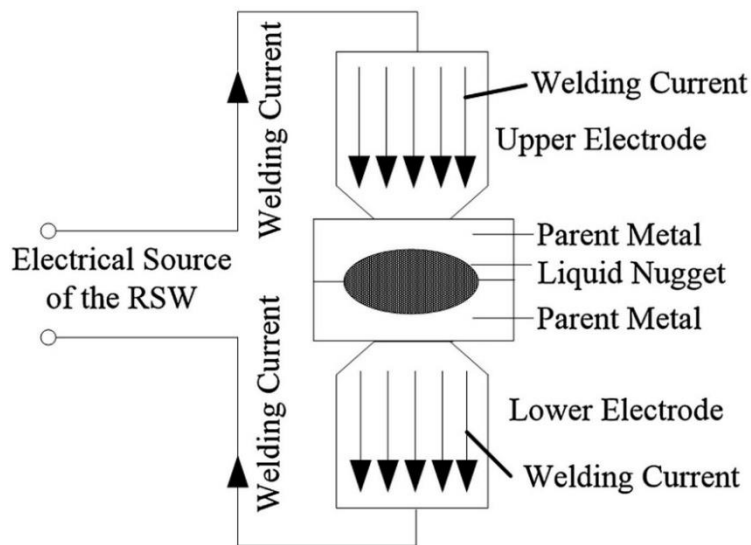 Welding Current
Welding Current
Upper Electrode
Parent Metal
Electrical Source
of the RSW
Liquid Nugget
Parent Metal
Welding Current
Lower Electrode
Welding Current